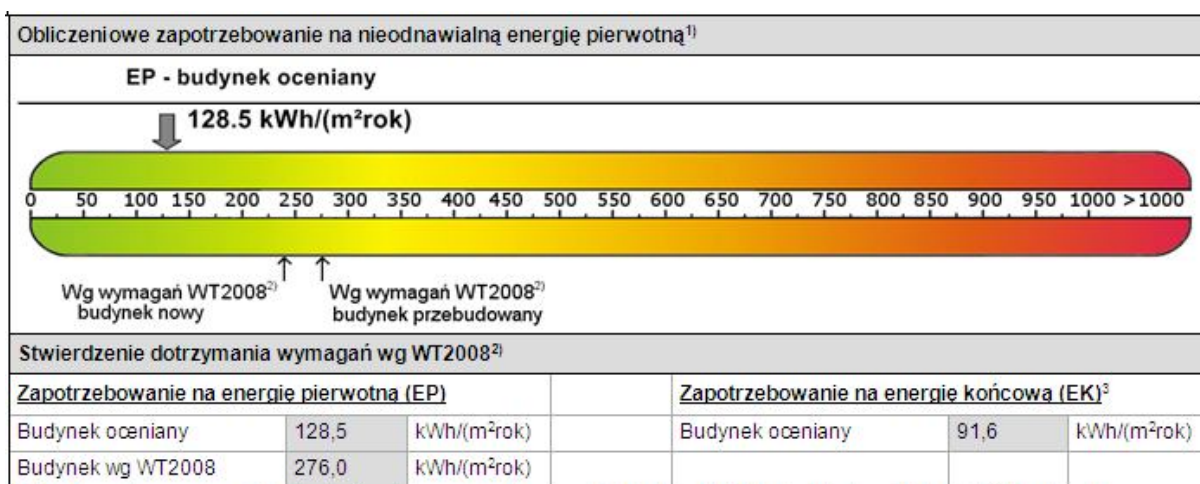 Obliczeniowe zapotrzebowanie na nieodnawialną energię pierwotną1)
EP - budynek oceniany
128.5 kWh/(m²rok)
0 50 100 150 200 250 300 350 400 450 500 550 600 650 700 750 800 850 900 950 1000 >1000
Wg wymagań WT20082)
budynek nowy
Wg wymagań WT20082)
budynek przebudowany
Stwierdzenie dotrzymania wymagań wg WT20082)
Zapotrzebowanie na energię pierwotną (EP) Zapotrzebowanie na energię końcową (EK)3
Budynek oceniany 128,5 kWh/(m2rok) Budynek oceniany 91,6 kWh/(m2rok)
Budynek wg WT2008 276,0 kWh/(m2rok)